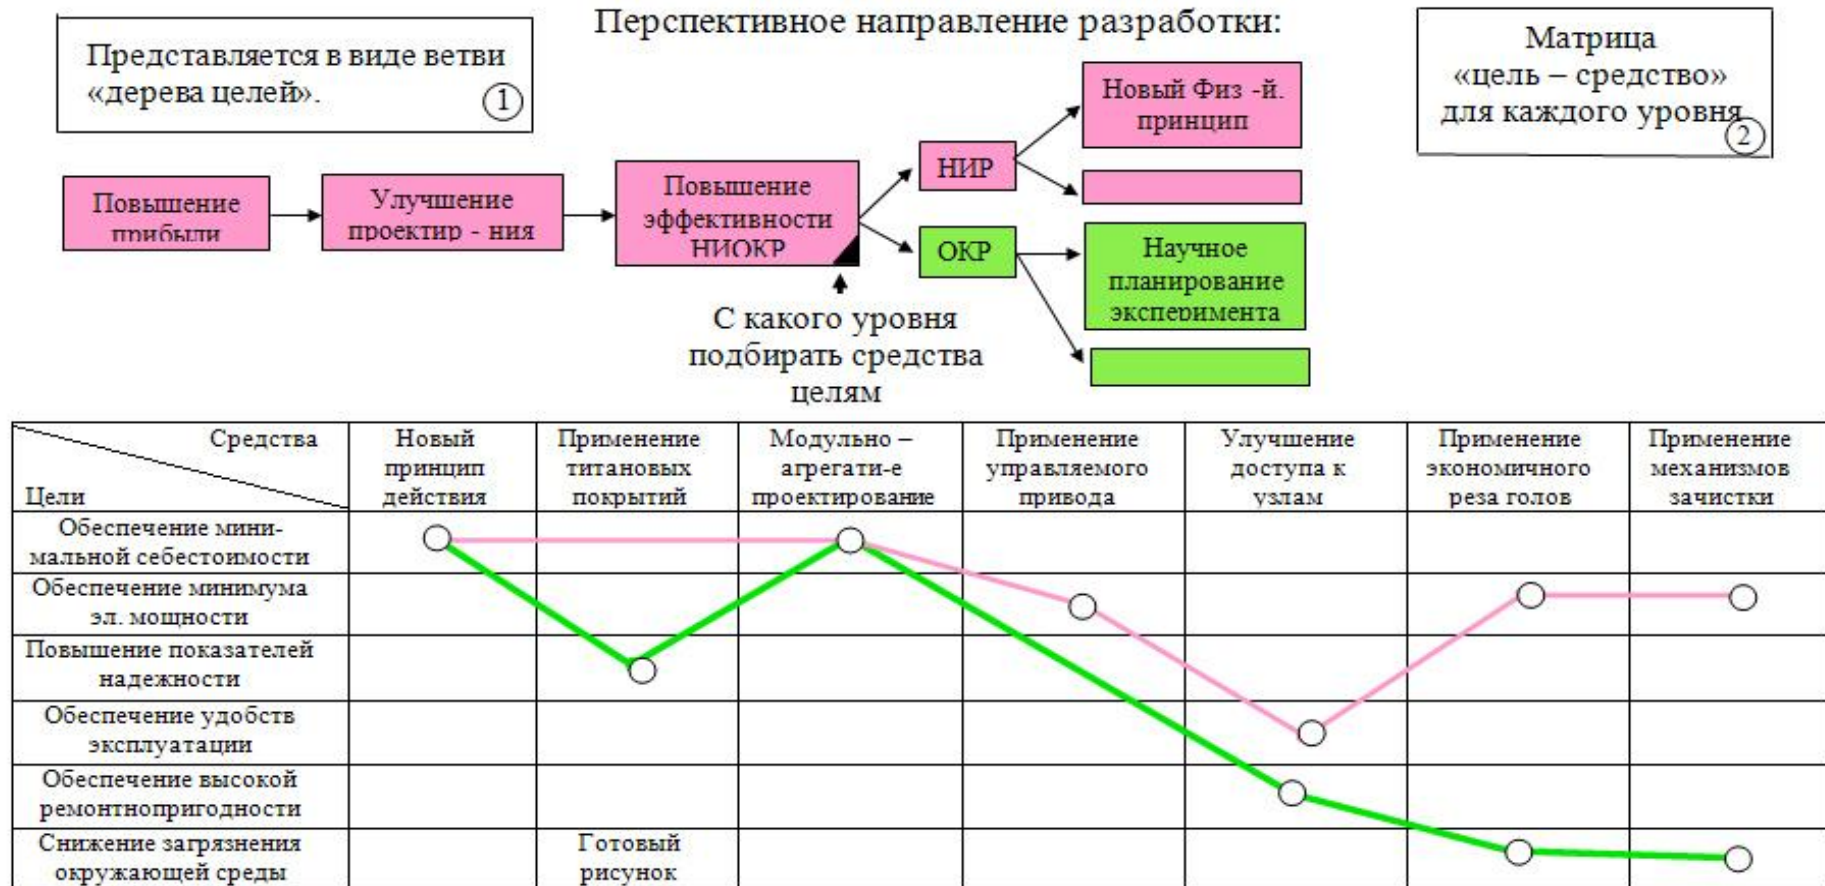 Перспективное направление разработки:
Представляется в виде ветви
«дерева целей».
1
Матрица
«цель – средство»
для каждого уровня
2
Повышение
прибыли
Улучшение
проектир - ния
Повышение
эффективности
НИОКР
НИР
ОКР
Новый Физ -й.
принцип
Научное
планирование
эксперимента
С какого уровня
подбирать средства
целям
Средства
Цели
Новый
принцип
действия
Применение
титановых
покрытий
Модульно –
агрегати-е
проектирование
Применение
управляемого
привода
Улучшение
доступа к
узлам
Применение
экономичного
реза голов
Применение
механизмов
зачистки
Обеспечение мини-
мальной себестоимости
Обеспечение минимума
эл. мощности
Повышение показателей
надежности
Обеспечение удобств
эксплуатации
Обеспечение высокой
ремонтнопригодности
Снижение загрязнения
окружающей среды
Готовый
рисунок